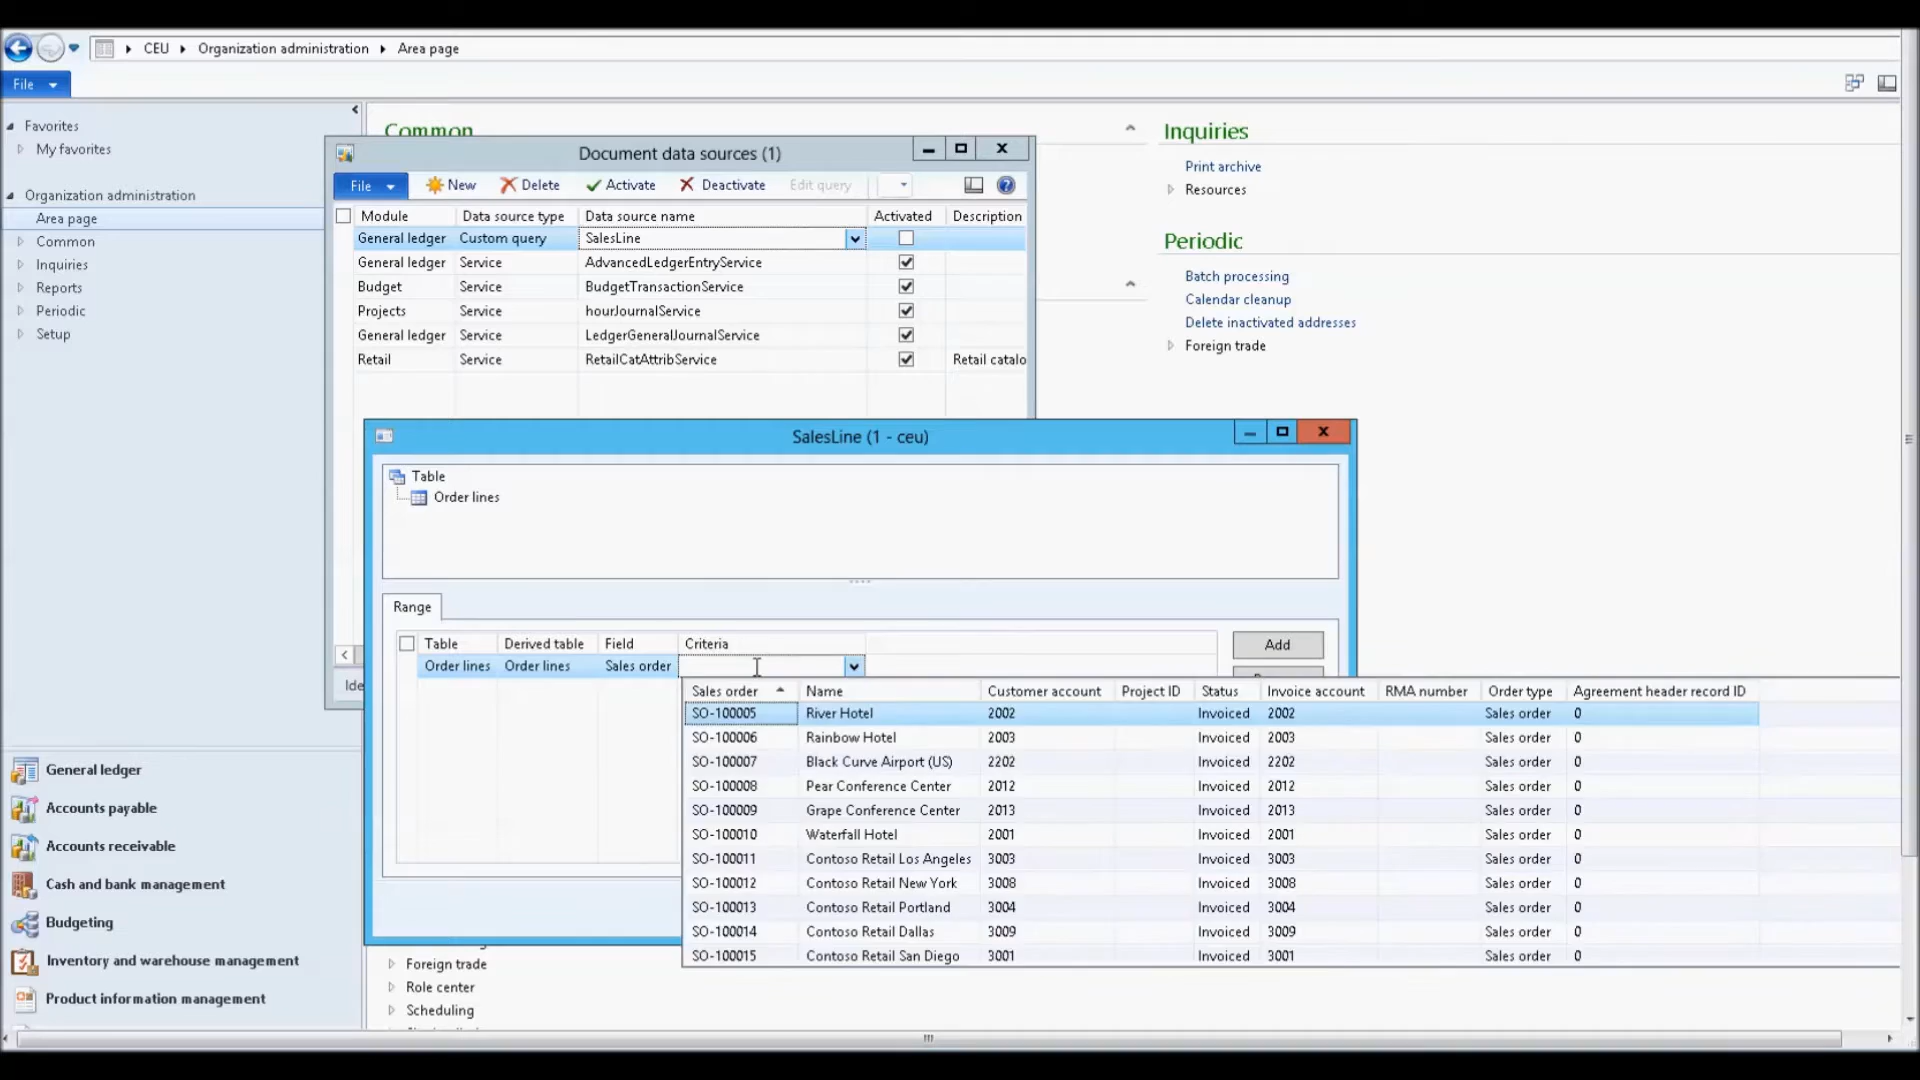 CEU Organization administration Area page
File
Favorites
My favorites
Organization administration
Area page
Common
Inquiries
Reports
Periodic
Setup
General ledger
Accounts payable
Accounts receivable
Cash and bank management
Budgeting
Inventory and warehouse management
Product information management
Common
Inquiries
Print archive
Resources
Periodic
Batch processing
Calendar cleanup
Delete inactivated addresses
Foreign trade
Document data sources (1)
File New Delete Activate Deactivate Edit query
Module Data source type Data source name Activated Description
General ledger Custom query SalesLine
General ledger Service AdvancedLedgerEntryService
Budget Service BudgetTransactionService
Projects Service hourJournalService
General ledger Service LedgerGeneralJournalService
Retail Service RetailCatAttribService Retail catalo
Ide
SalesLine (1 - ceu)
Table
Order lines
Range
Table Derived table Field Criteria
Order lines Order lines Sales order
Add
Sales order Name Customer account Project ID Status Invoice account RMA number Order type Agreement header record ID
SO-100005 River Hotel 2002 Invoiced 2002 Sales order 0
SO-100006 Rainbow Hotel 2003 Invoiced 2003 Sales order 0
SO-100007 Black Curve Airport (US) 2202 Invoiced 2202 Sales order 0
SO-100008 Pear Conference Center 2012 Invoiced 2012 Sales order 0
SO-100009 Grape Conference Center 2013 Invoiced 2013 Sales order 0
SO-100010 Waterfall Hotel 2001 Invoiced 2001 Sales order 0
SO-100011 Contoso Retail Los Angeles 3003 Invoiced 3003 Sales order 0
SO-100012 Contoso Retail New York 3008 Invoiced 3008 Sales order 0
SO-100013 Contoso Retail Portland 3004 Invoiced 3004 Sales order 0
SO-100014 Contoso Retail Dallas 3009 Invoiced 3009 Sales order 0
SO-100015 Contoso Retail San Diego 3001 Invoiced 3001 Sales order 0
Foreign trade
Role center
Scheduling